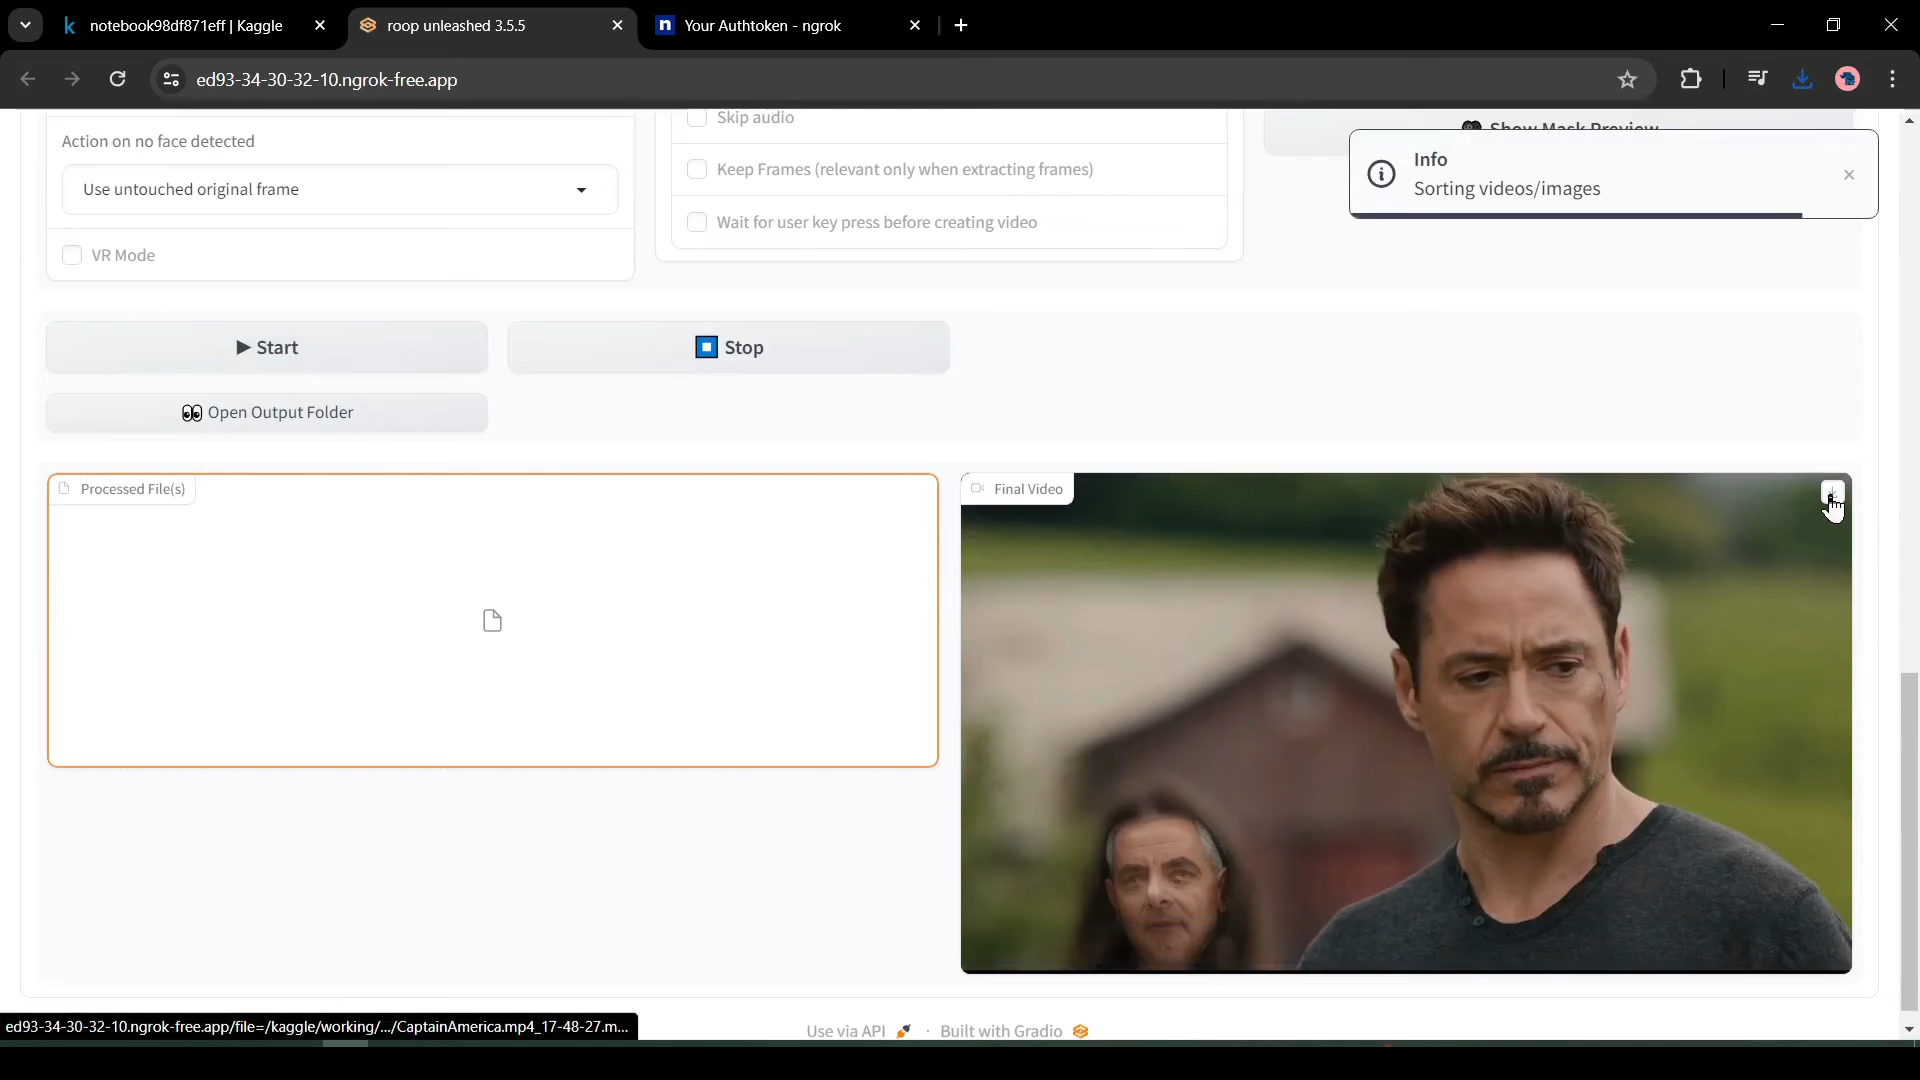 notebook98df871eff | Kaggle
roop unleashed 3.5.5
Your Authtoken - ngrok
ed93-34-30-32-10.ngrok-free.app
Skip audio
Show Mask Preview
Action on no face detected
Info
Keep Frames (relevant only when extracting frames)
Use untouched original frame
Sorting videos/images
Wait for user key press before creating video
VR Mode
Start
Stop
Open Output Folder
Processed File(s)
Final Video
ed93-34-30-32-10.ngrok-free.app/file=/kaggle/working/.../CaptainAmerica.mp4_17-48-27.m...
Use via API · Built with Gradio